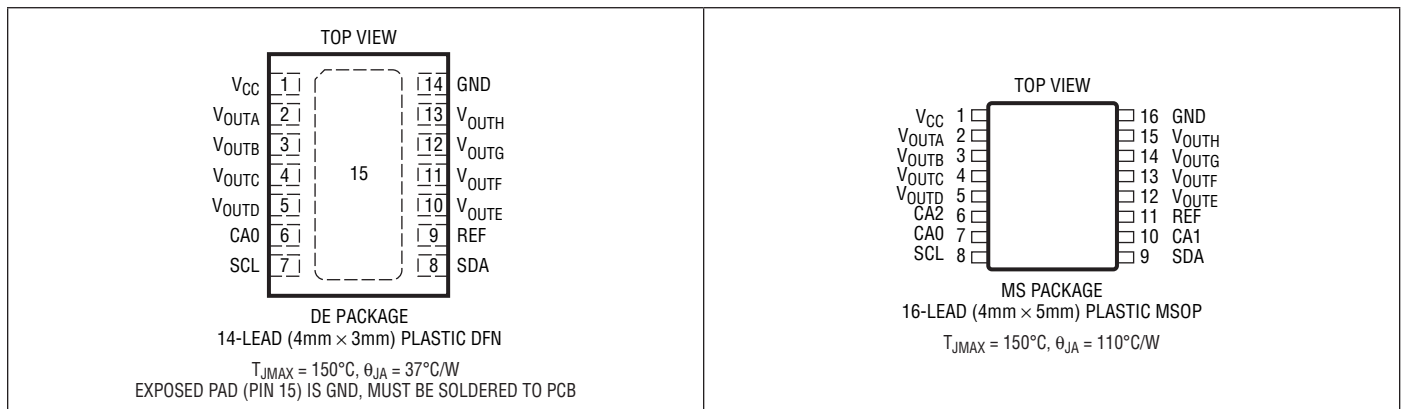 TOP VIEW
VCC 1 14 GND
VOUTA 2 13 VOUTH
VOUTB 3 12 VOUTG
VOUTC 4 15 11 VOUTF
VOUTD 5 10 VOUTE
CA0 6 9 REF
SCL 7 8 SDA
DE PACKAGE
14-LEAD (4mm × 3mm) PLASTIC DFN
TJMAX = 150°C, θJA = 37°C/W
EXPOSED PAD (PIN 15) IS GND, MUST BE SOLDERED TO PCB
TOP VIEW
VCC 1 16 GND
VOUTA 2 15 VOUTH
VOUTB 3 14 VOUTG
VOUTC 4 13 VOUTF
VOUTD 5 12 VOUTE
CA2 6 11 REF
CA0 7 10 CA1
SCL 8 9 SDA
MS PACKAGE
16-LEAD (4mm × 5mm) PLASTIC MSOP
TJMAX = 150°C, θJA = 110°C/W